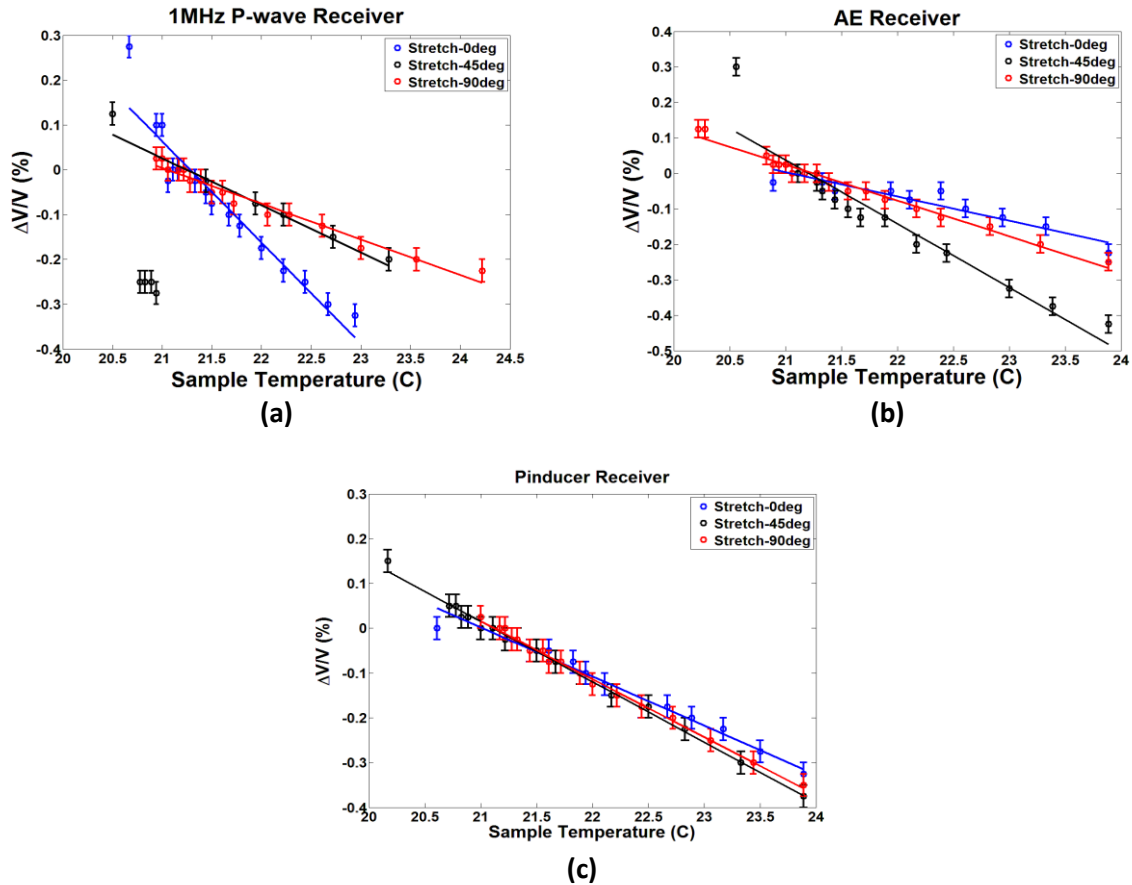 1MHz P-wave Receiver
ΔV/V (%)
0.3
0.2
0.1
0
-0.1
-0.2
-0.3
-0.4
Stretch-0deg
Stretch-45deg
Stretch-90deg
20 20.5 21 21.5 22 22.5 23 23.5 24 24.5
Sample Temperature (C)
(a)
AE Receiver
ΔV/V (%)
0.4
0.3
0.2
0.1
0
-0.1
-0.2
-0.3
-0.4
-0.5
Stretch-0deg
Stretch-45deg
Stretch-90deg
20 20.5 21 21.5 22 22.5 23 23.5 24
Sample Temperature (C)
(b)
Pinducer Receiver
ΔV/V (%)
0.3
0.2
0.1
0
-0.1
-0.2
-0.3
-0.4
Stretch-0deg
Stretch-45deg
Stretch-90deg
20 20.5 21 21.5 22 22.5 23 23.5 24
Sample Temperature (C)
(c)